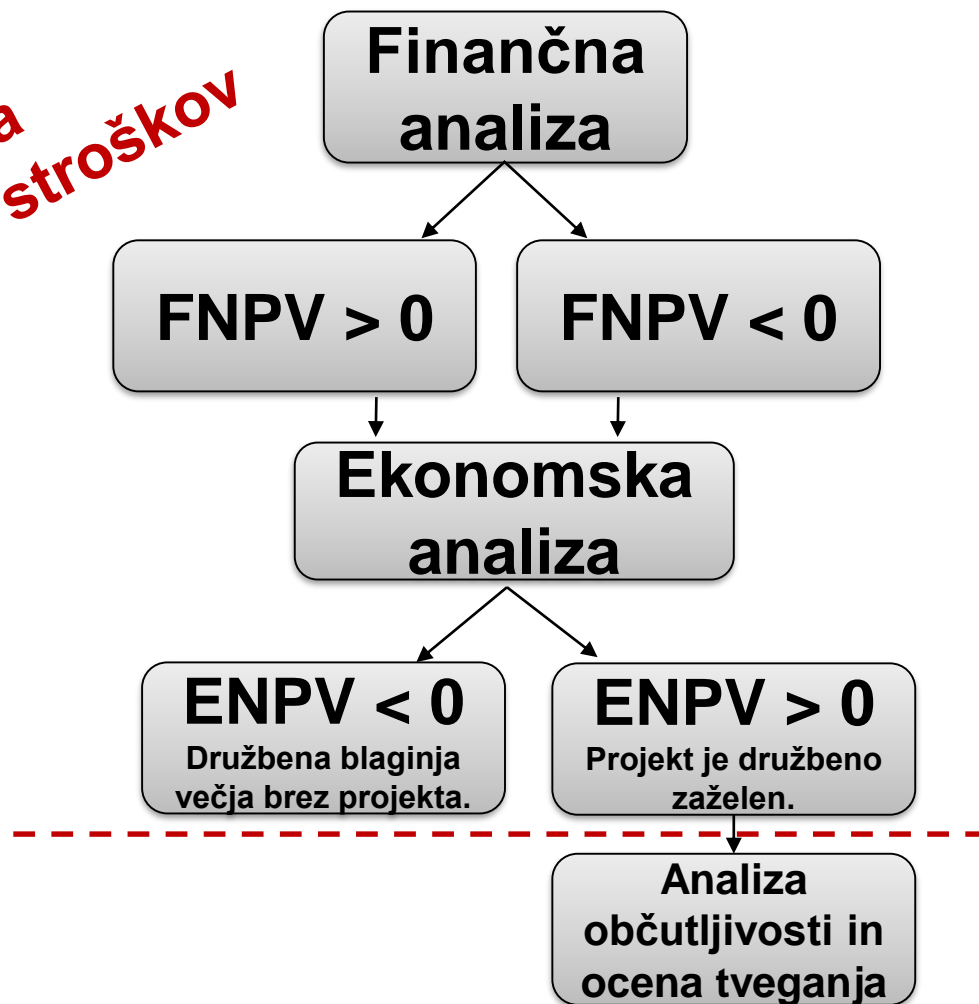 Finančna
analiza
stroškov
FNPV > 0
FNPV < 0
Ekonomska
analiza
ENPV < 0
Družbena blaginja
večja brez projekta.
ENPV > 0
Projekt je družbeno
zaželen.
Analiza
občutljivosti in
ocena tveganja